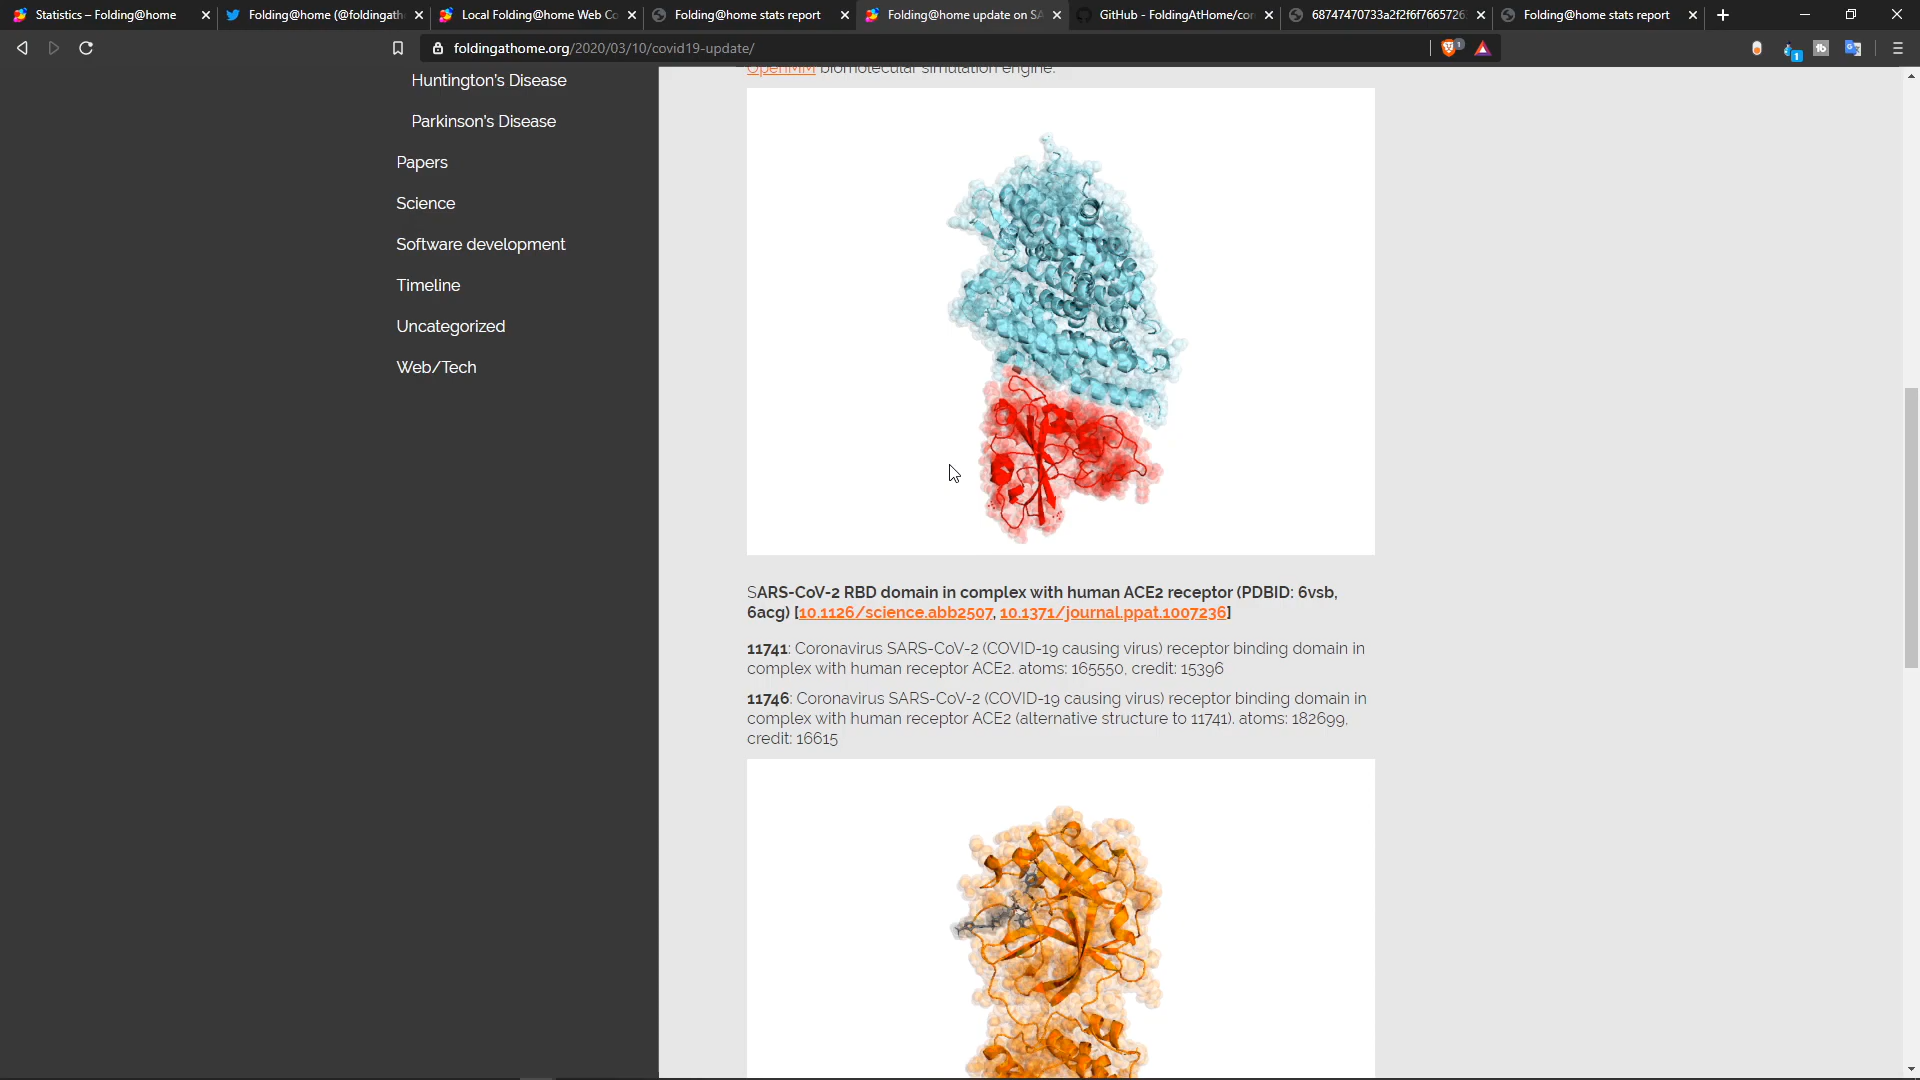 Statistics – Folding@home
Folding@home (@foldingath
Local Folding@home Web Co
Folding@home stats report
Folding@home update on SA
GitHub - FoldingAtHome/cor
68747470733a2f2f6f7665726
Folding@home stats report
foldingathome.org/2020/03/10/covid19-update/
1
1
Huntington's Disease
Parkinson's Disease
Papers
Science
Software development
Timeline
Uncategorized
Web/Tech
OpenMM biomolecular simulation engine.
SARS-CoV-2 RBD domain in complex with human ACE2 receptor (PDBID: 6vsb,
6acg) [10.1126/science.abb2507, 10.1371/journal.ppat.1007236]
11741: Coronavirus SARS-CoV-2 (COVID-19 causing virus) receptor binding domain in
complex with human receptor ACE2. atoms: 165550, credit: 15396
11746: Coronavirus SARS-CoV-2 (COVID-19 causing virus) receptor binding domain in
complex with human receptor ACE2 (alternative structure to 11741). atoms: 182699,
credit: 16615